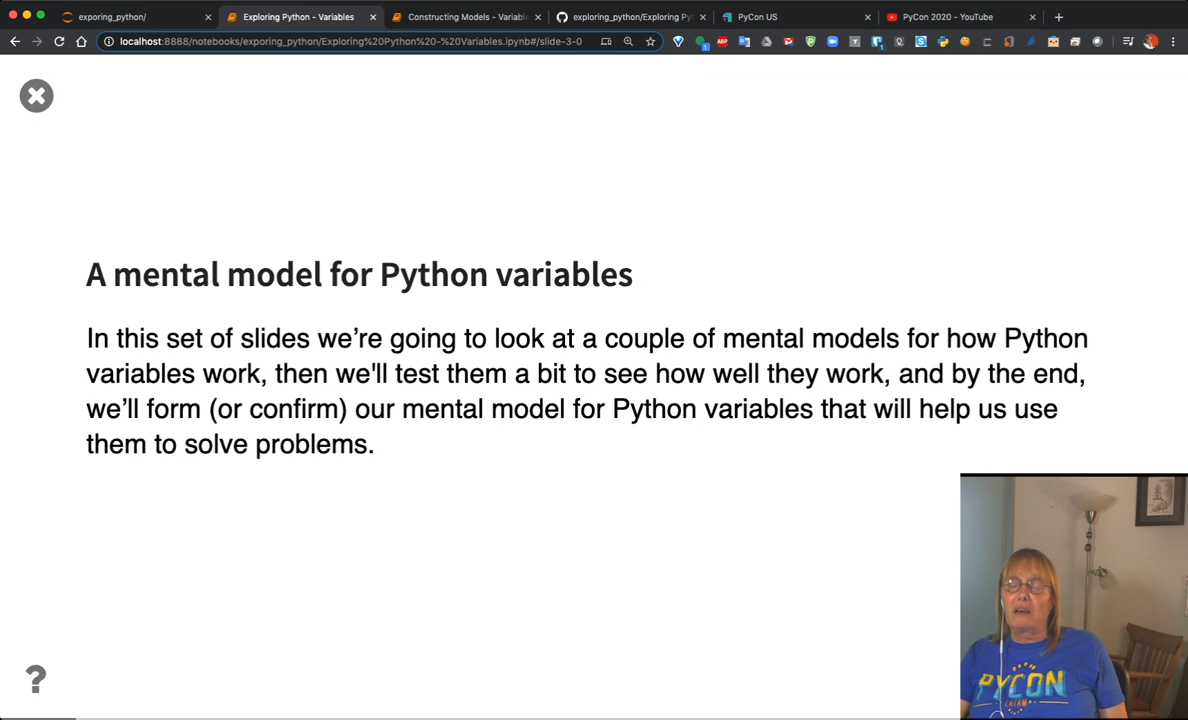 exporing_python/
Exploring Python - Variables
Constructing Models - Variabl
exploring_python/Exploring Py
PyCon US
PyCon 2020 - YouTube
localhost:8888/notebooks/exporing_python/Exploring%20Python%20-%20Variables.ipynb#/slide-3-0
A mental model for Python variables
In this set of slides we’re going to look at a couple of mental models for how Python
variables work, then we'll test them a bit to see how well they work, and by the end,
we’ll form (or confirm) our mental model for Python variables that will help us use
them to solve problems.
?
PYCON